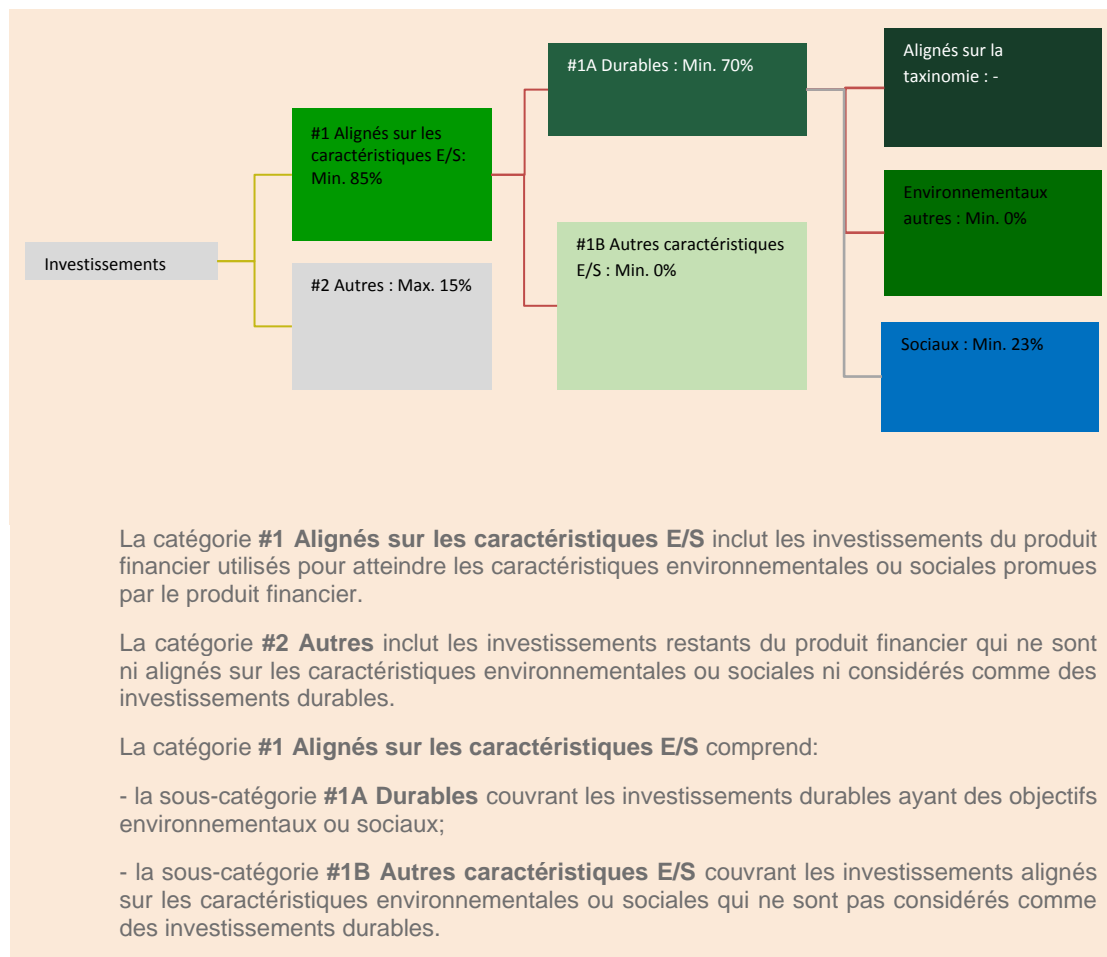 #1A Durables : Min. 70%
Alignés sur la
taxinomie : -
#1 Alignés sur les
caractéristiques E/S:
Min. 85%
Environnementaux
autres : Min. 0%
#1B Autres caractéristiques
E/S : Min. 0%
Investissements
#2 Autres : Max. 15%
Sociaux : Min. 23%
La catégorie #1 Alignés sur les caractéristiques E/S inclut les investissements du produit
financier utilisés pour atteindre les caractéristiques environnementales ou sociales promues
par le produit financier.
La catégorie #2 Autres inclut les investissements restants du produit financier qui ne sont
ni alignés sur les caractéristiques environnementales ou sociales ni considérés comme des
investissements durables.
La catégorie #1 Alignés sur les caractéristiques E/S comprend:
- la sous-catégorie #1A Durables couvrant les investissements durables ayant des objectifs
environnementaux ou sociaux;
- la sous-catégorie #1B Autres caractéristiques E/S couvrant les investissements alignés
sur les caractéristiques environnementales ou sociales qui ne sont pas considérés comme
des investissements durables.